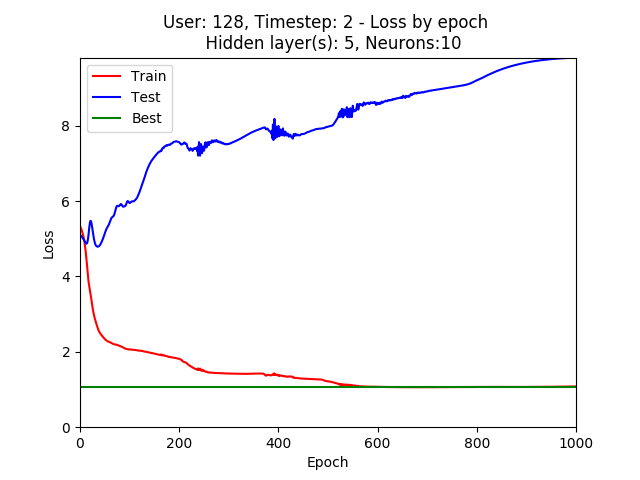 User: 128, Timestep: 2 - Loss by epoch
Hidden layer(s): 5, Neurons:10
Train
Test
Best
8
6
4
2
0
Loss
0 200 400 600 800 1000
Epoch